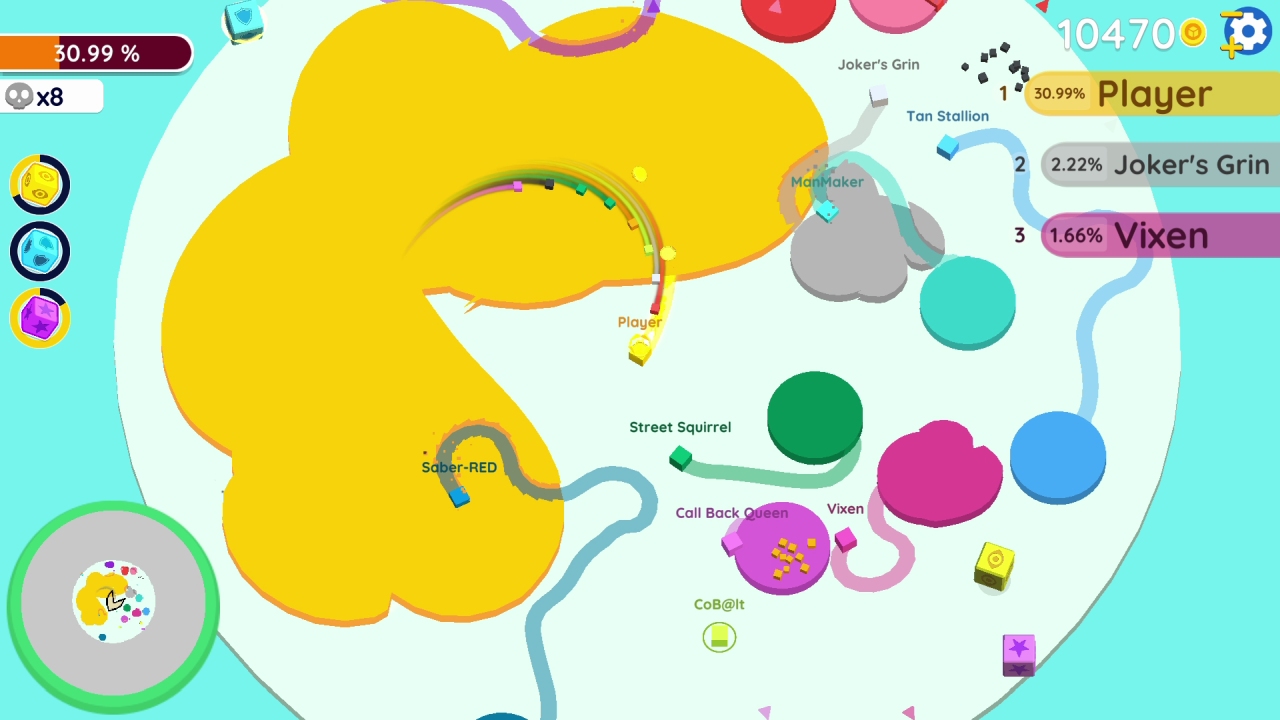 30.99 %
x8
10470
1 30.99% Player
2 2.22% Joker's Grin
3 1.66% Vixen
Joker's Grin
Tan Stallion
ManMaker
Player
Street Squirrel
Saber-RED
Call Back Queen
Vixen
CoB@lt